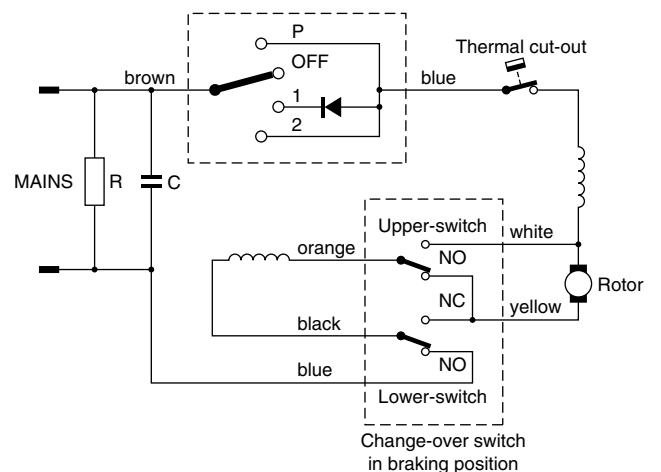 P
Thermal cut-out
OFF
brown
blue
1
2
MAINS
R
C
Upper-switch
orange
white
NO
Rotor
NC
yellow
black
NO
blue
Lower-switch
Change-over switch
in braking position